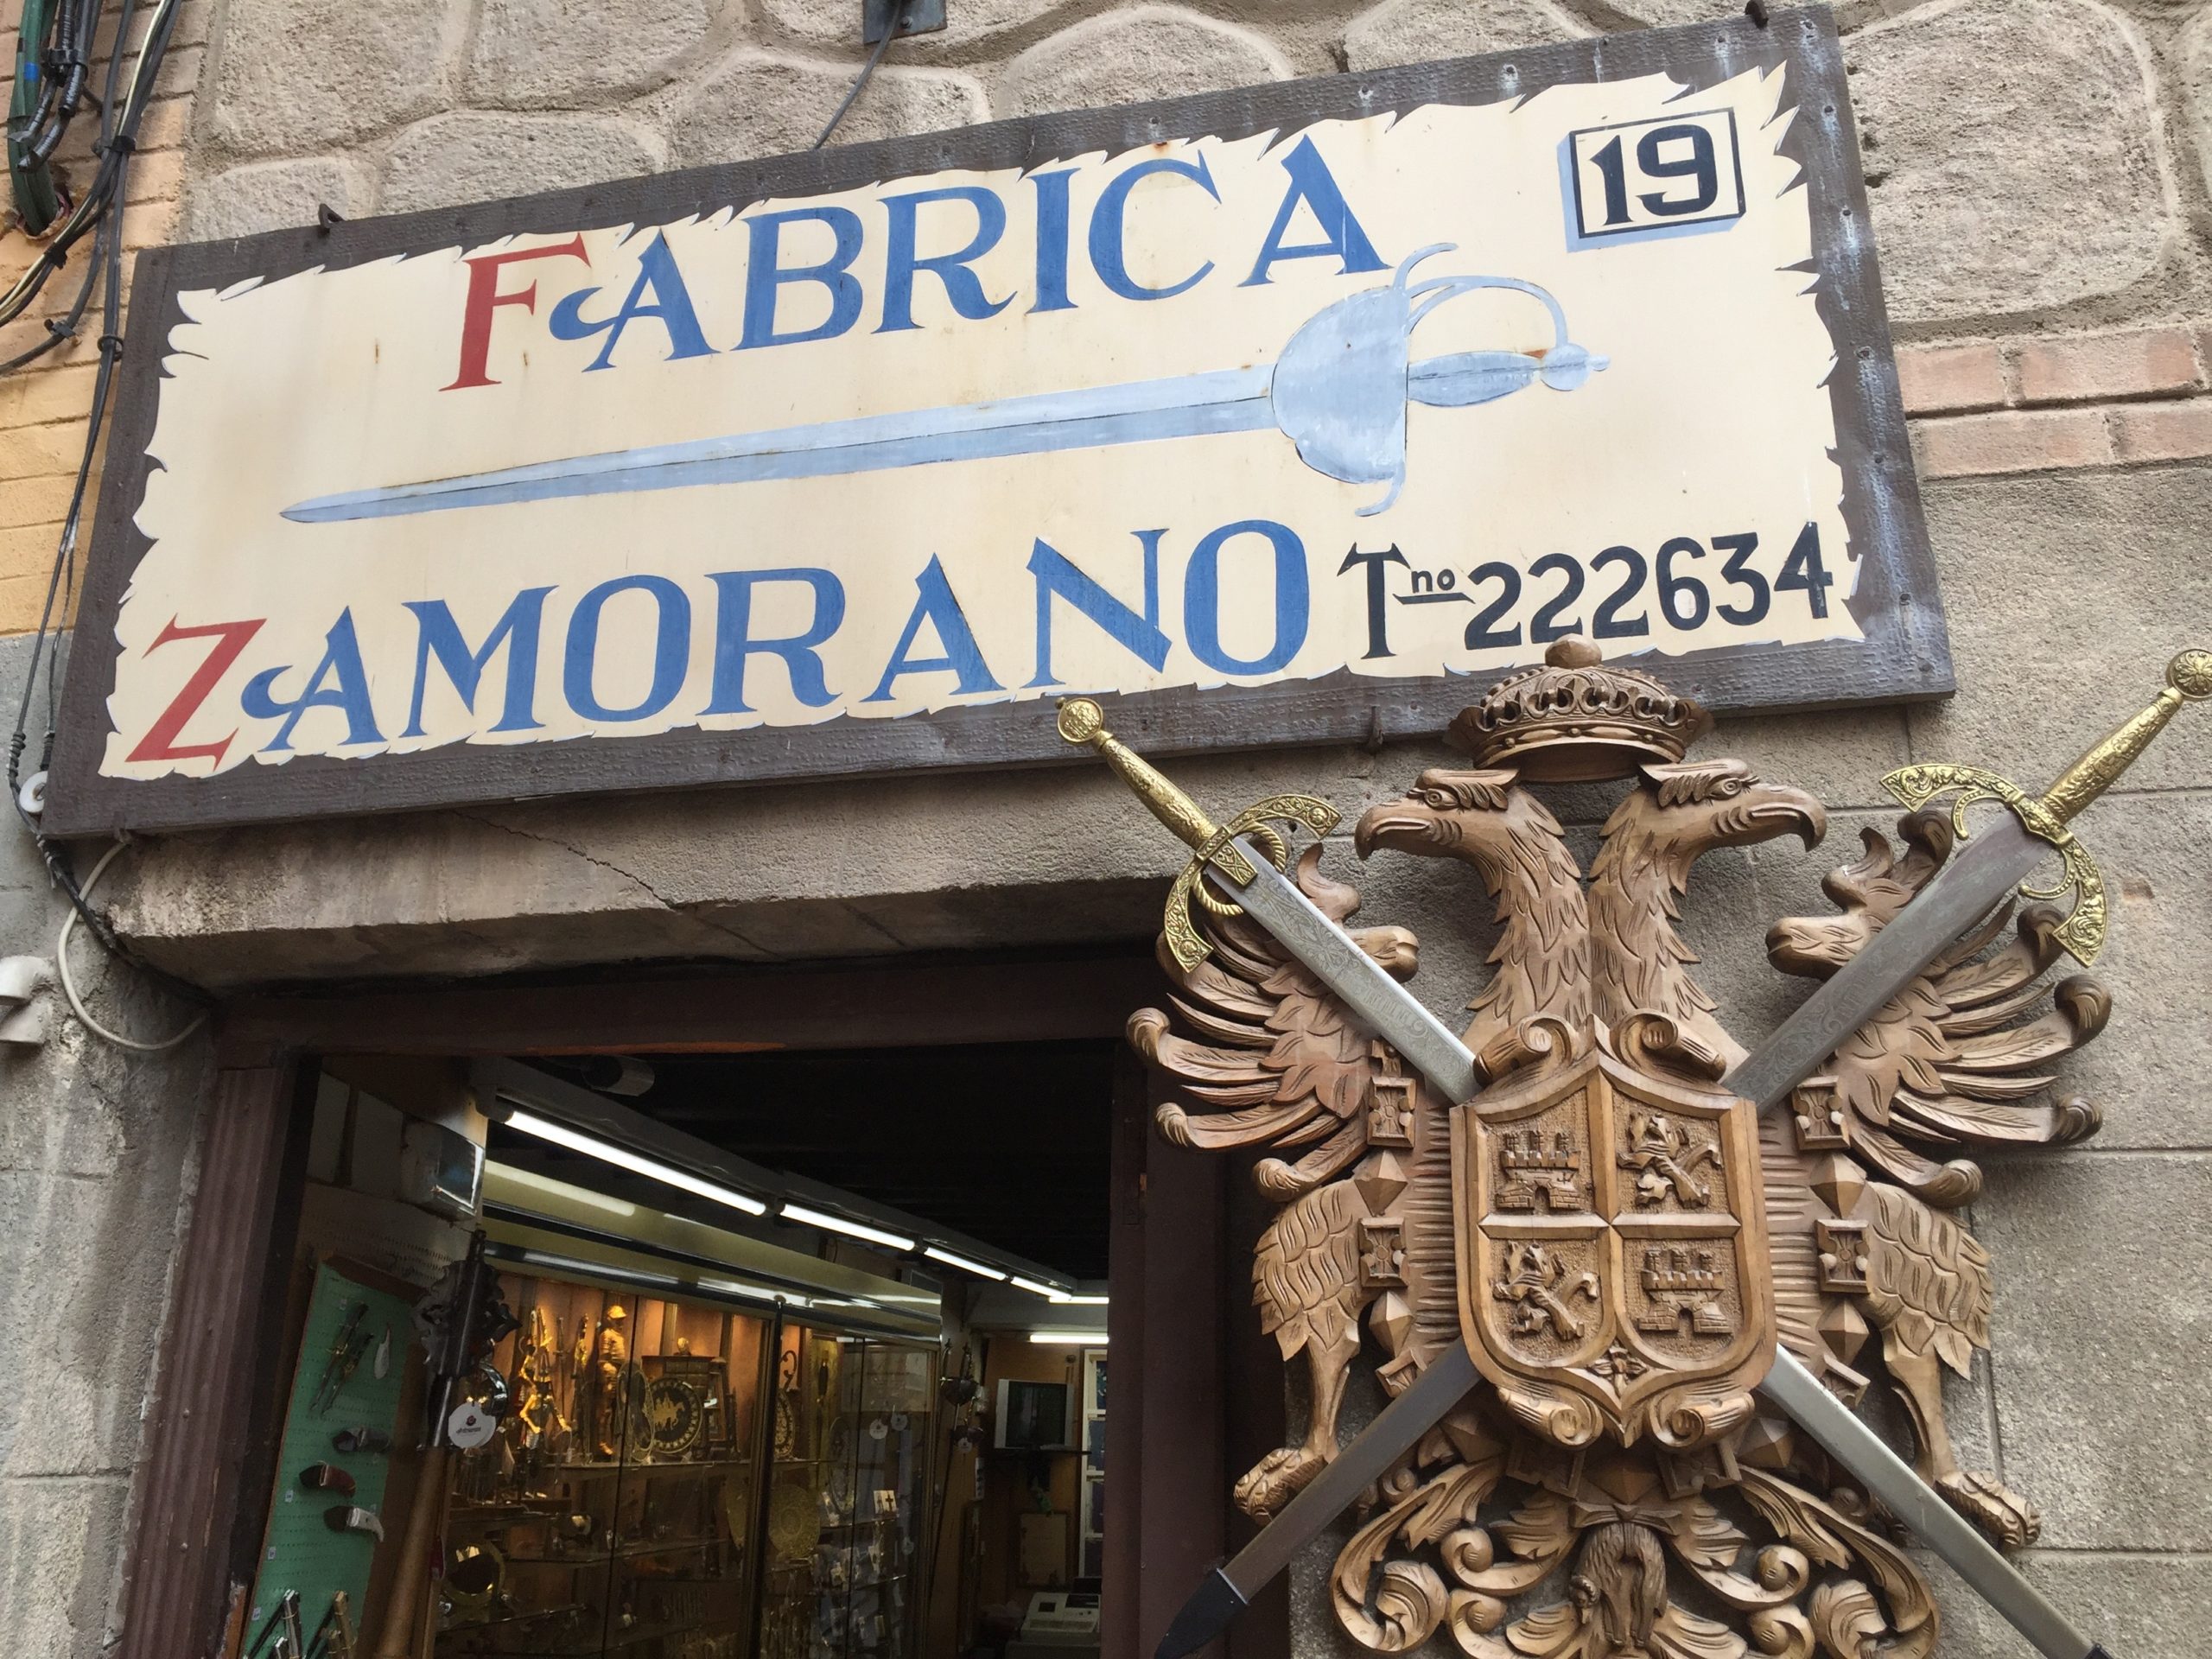 FABRICA
19
ZAMORANO Tno 222634